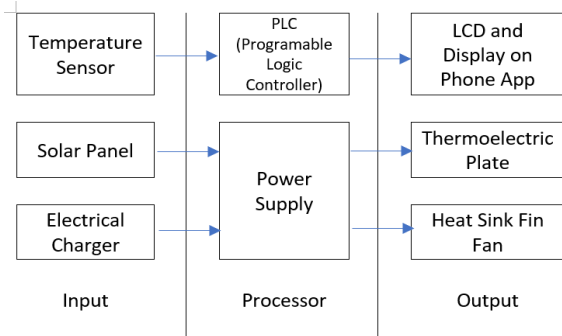 Temperature
Sensor
PLC
(Programable
Logic
Controller)
LCD and
Display on
Phone App
Solar Panel
Power
Supply
Thermoelectric
Plate
Electrical
Charger
Heat Sink Fin
Fan
Input
Processor
Output